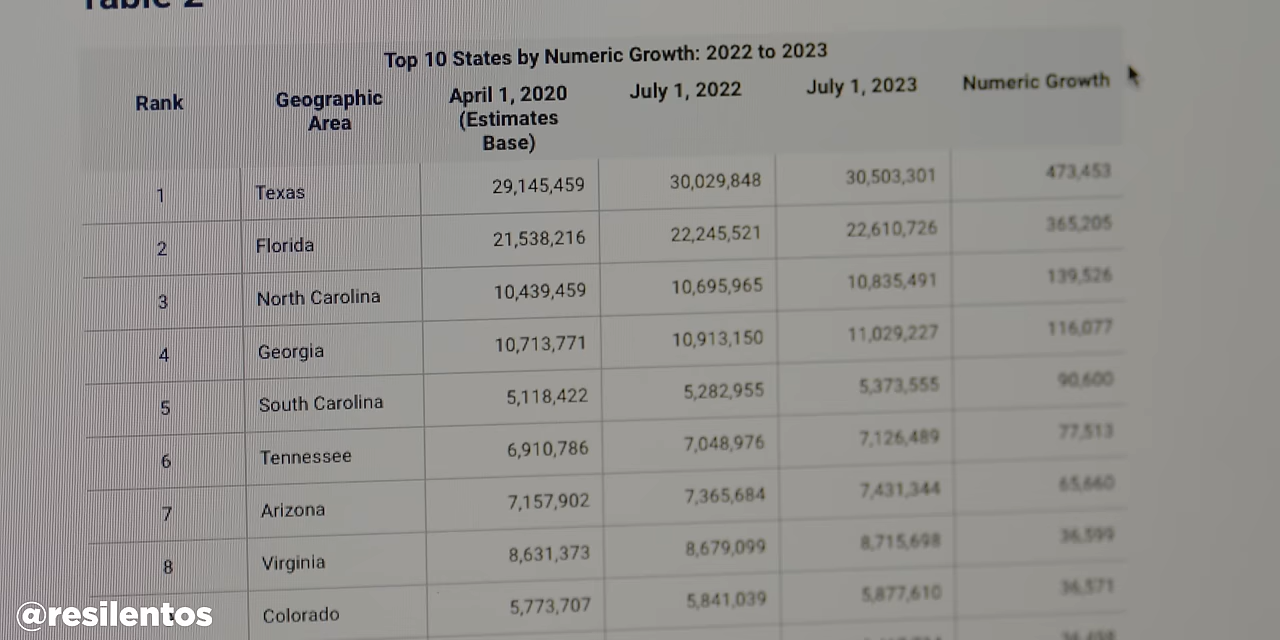 Table 2
Top 10 States by Numeric Growth: 2022 to 2023
Rank Geographic Area April 1, 2020 (Estimates Base) July 1, 2022 July 1, 2023 Numeric Growth
1 Texas 29,145,459 30,029,848 30,503,301 473,453
2 Florida 21,538,216 22,245,521 22,610,726 365,205
3 North Carolina 10,439,459 10,695,965 10,835,491 139,526
4 Georgia 10,713,771 10,913,150 11,029,227 116,077
5 South Carolina 5,118,422 5,282,955 5,373,555 90,600
6 Tennessee 6,910,786 7,048,976 7,126,489 77,513
7 Arizona 7,157,902 7,365,684 7,431,344 65,660
8 Virginia 8,631,373 8,679,099 8,715,698 36,599
Colorado 5,773,707 5,841,039 5,877,610 36,571
@resilentos